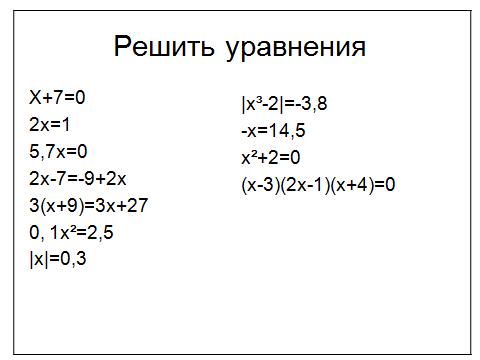 Решить уравнения
X+7=0
2x=1
5,7x=0
2x-7=-9+2x
3(x+9)=3x+27
0, 1x²=2,5
|x|=0,3
|x³-2|=-3,8
-x=14,5
x²+2=0
(x-3)(2x-1)(x+4)=0